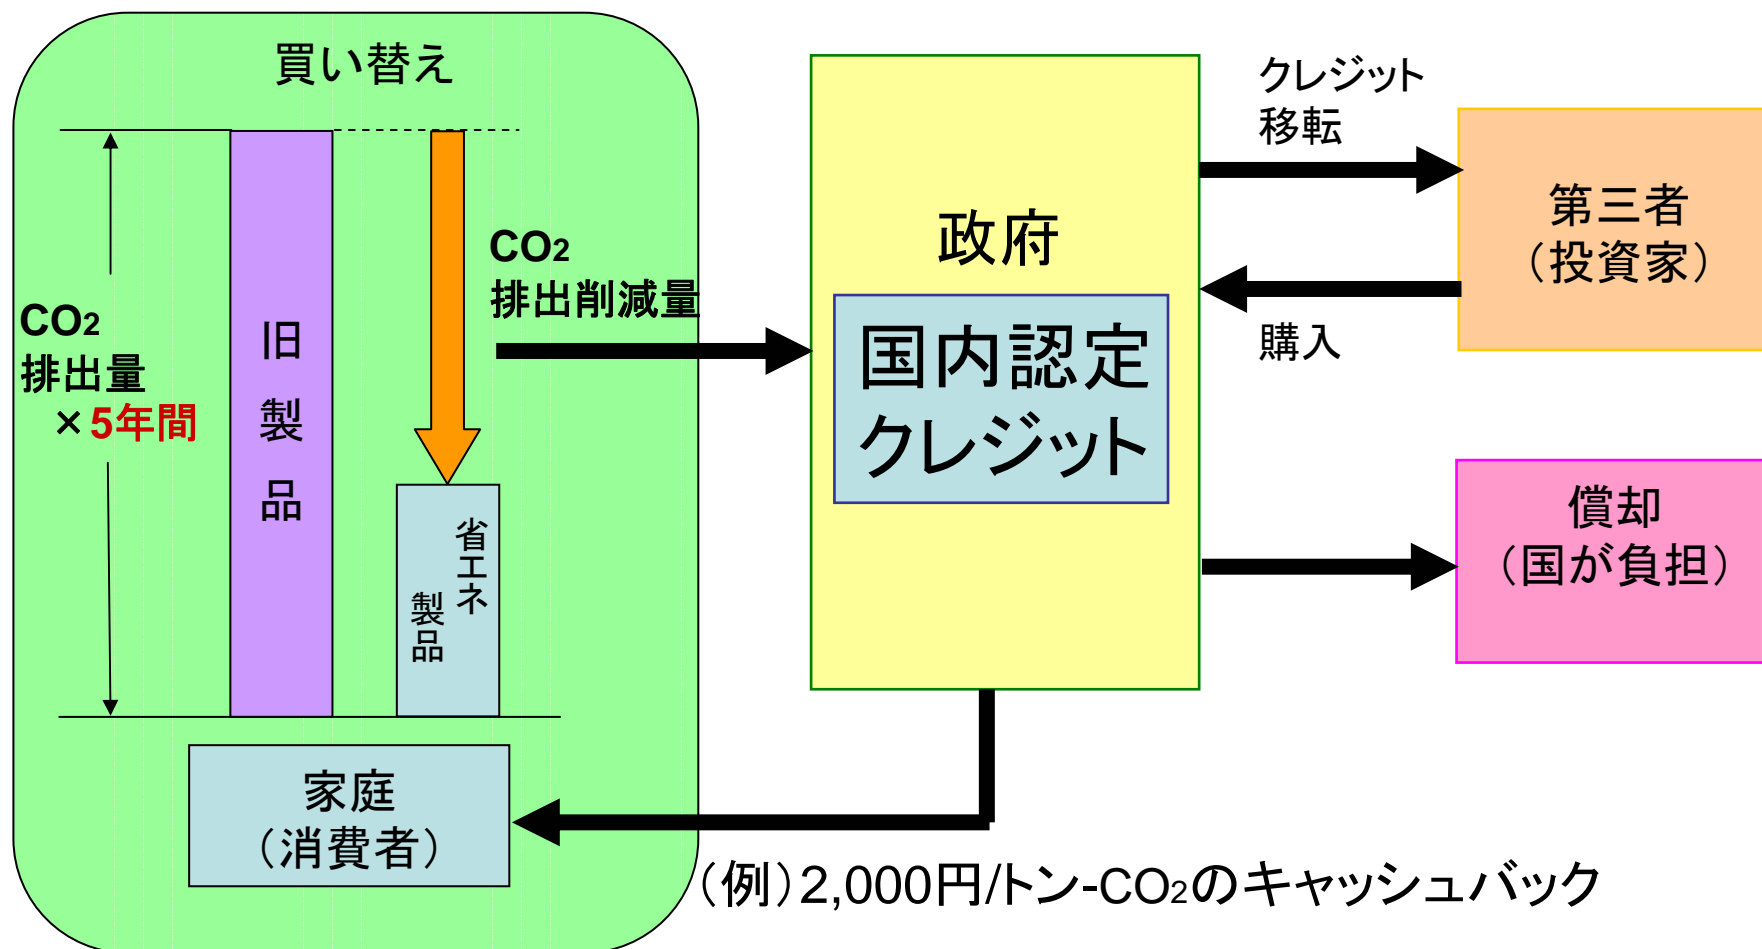 買い替え
CO2
排出量
×5年間
旧製品
CO2
排出削減量
省エネ
製品
家庭
（消費者）
政府
国内認定
クレジット
クレジット
移転
第三者
（投資家）
購入
償却
（国が負担）
（例）2,000円/トン-CO2のキャッシュバック